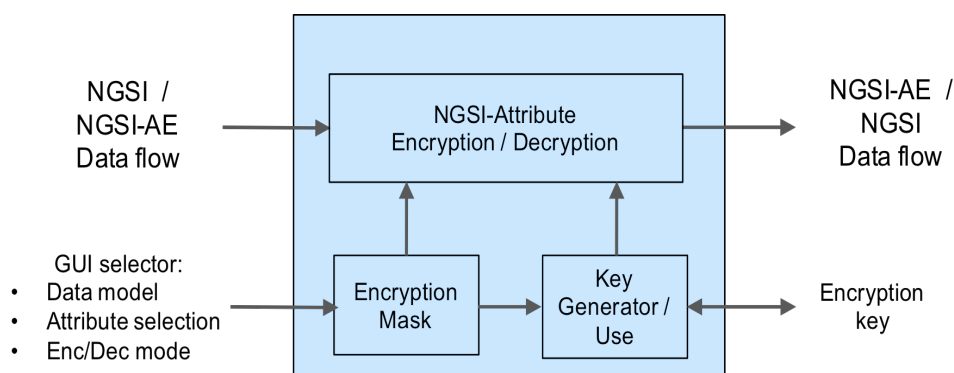 NGSI /
NGSI-AE
Data flow
NGSI-Attribute
Encryption / Decryption
NGSI-AE /
NGSI
Data flow
GUI selector:
• Data model
• Attribute selection
• Enc/Dec mode
Encryption
Mask
Key
Generator /
Use
Encryption
key